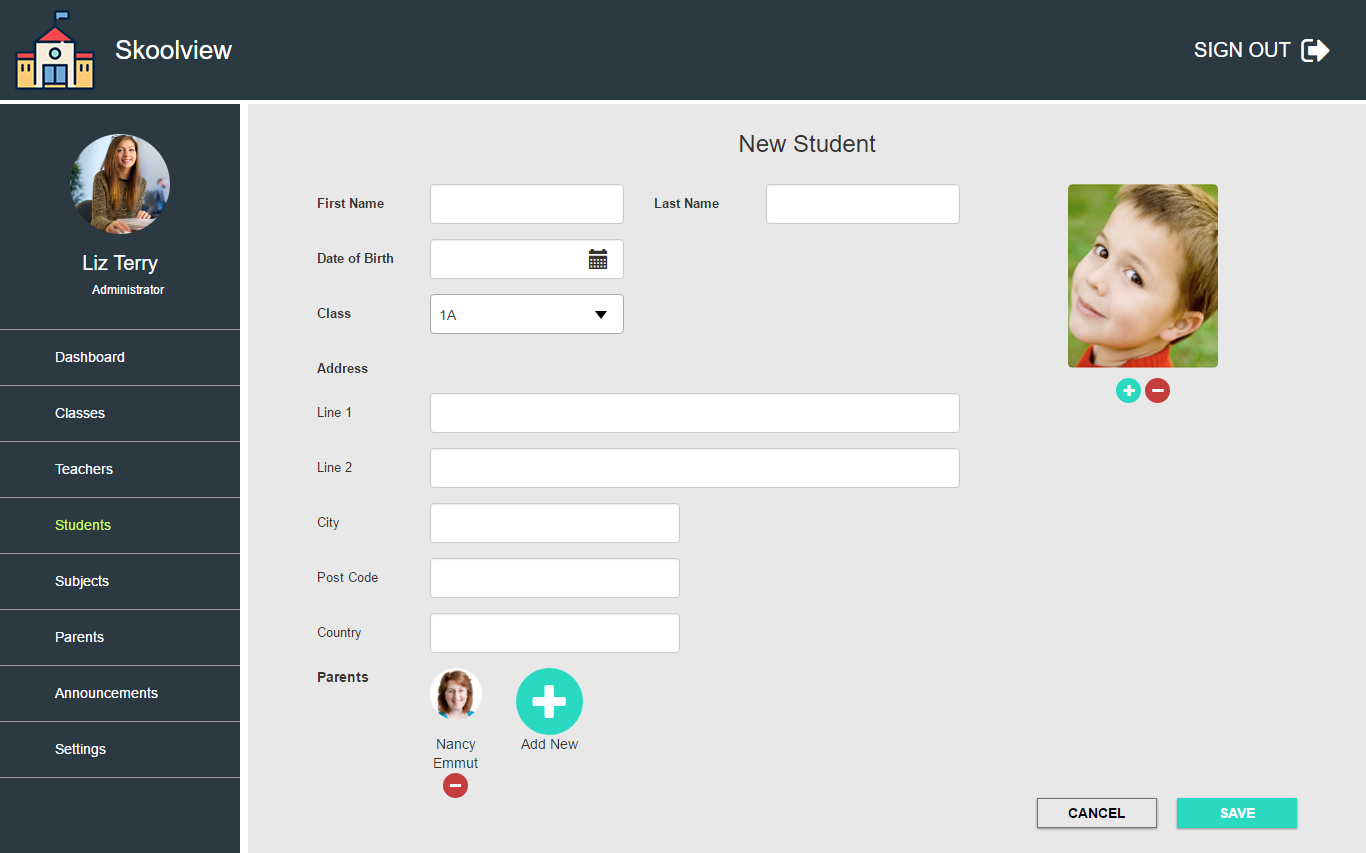 Skoolview
SIGN OUT
Liz Terry
Administrator
Dashboard
Classes
Teachers
Students
Subjects
Parents
Announcements
Settings
New Student
First Name
Last Name
Date of Birth
Class
1A
Address
Line 1
Line 2
City
Post Code
Country
Parents
Nancy
Emmut
Add New
CANCEL
SAVE